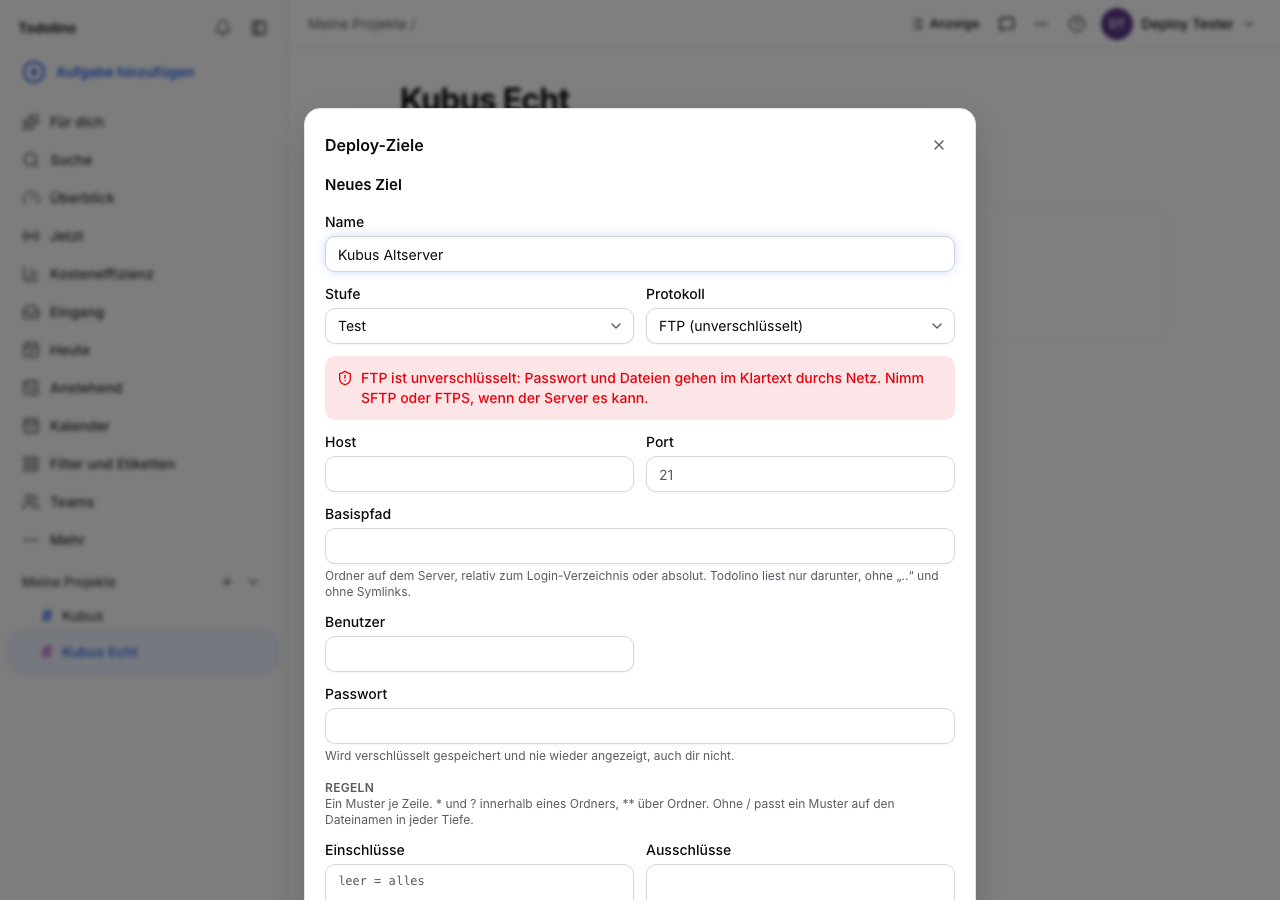 Todolino
Aufgabe hinzufügen
Für dich
Suche
Überblick
Jetzt
Kosteneffizienz
Eingang
Heute
Anstehend
Kalender
Filter und Etiketten
Teams
Mehr
Meine Projekte
# Kubus
# Kubus Echt
Meine Projekte /
Anzeige
DT
Deploy Tester
Kubus Echt
Deploy-Ziele
Neues Ziel
Name
Kubus Altserver
Stufe
Protokoll
Test
FTP (unverschlüsselt)
FTP ist unverschlüsselt: Passwort und Dateien gehen im Klartext durchs Netz. Nimm
SFTP oder FTPS, wenn der Server es kann.
Host
Port
21
Basispfad
Ordner auf dem Server, relativ zum Login-Verzeichnis oder absolut. Todolino liest nur darunter, ohne „..“ und
ohne Symlinks.
Benutzer
Passwort
Wird verschlüsselt gespeichert und nie wieder angezeigt, auch dir nicht.
REGELN
Ein Muster je Zeile. * und ? innerhalb eines Ordners, ** über Ordner. Ohne / passt ein Muster auf den
Dateinamen in jeder Tiefe.
Einschlüsse
Ausschlüsse
leer = alles